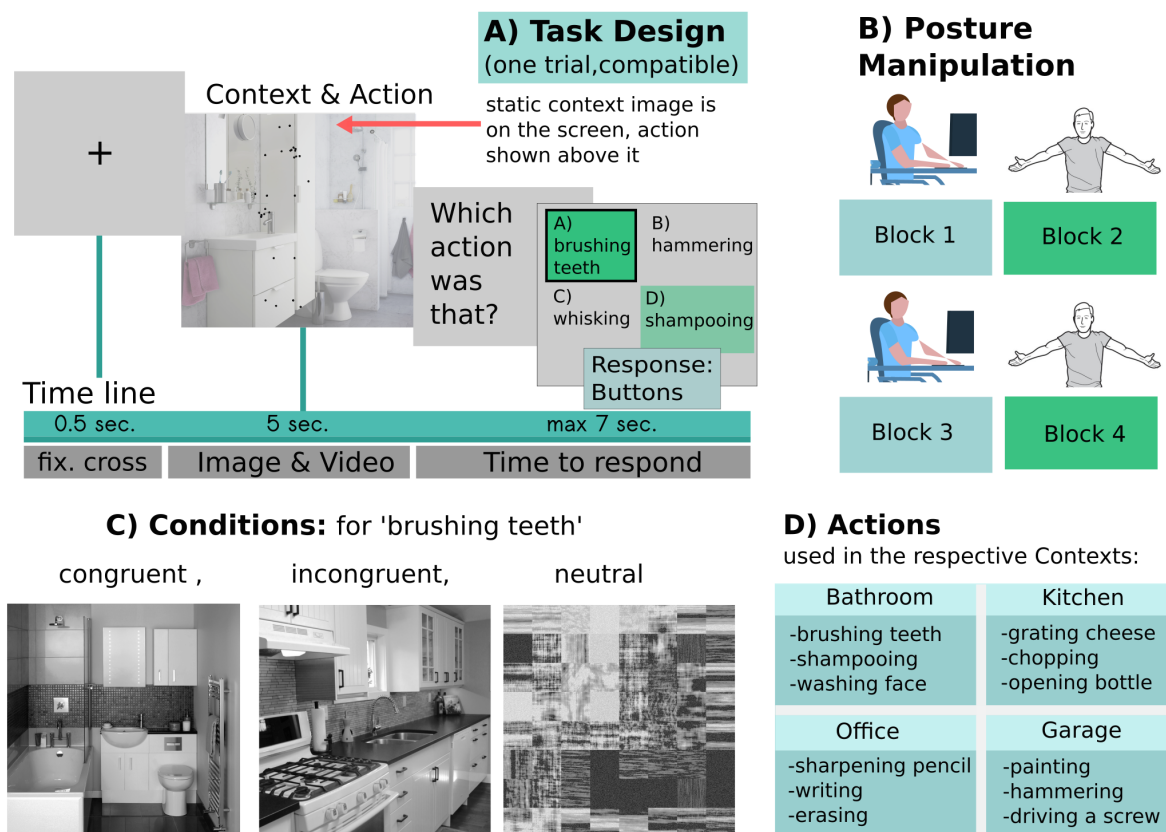 A) Task Design
(one trial,compatible)
Context & Action
static context image is
on the screen, action
shown above it
+
Which
action
was
that?
A)
brushing
teeth
B)
hammering
C)
whisking
D)
shampooing
Response:
Buttons
Time line
0.5 sec.
5 sec.
max 7 sec.
fix. cross
Image & Video
Time to respond
B) Posture
Manipulation
Block 1
Block 2
Block 3
Block 4
C) Conditions: for 'brushing teeth'
congruent ,
incongruent,
neutral
D) Actions
used in the respective Contexts:
Bathroom
-brushing teeth
-shampooing
-washing face
Kitchen
-grating cheese
-chopping
-opening bottle
Office
-sharpening pencil
-writing
-erasing
Garage
-painting
-hammering
-driving a screw